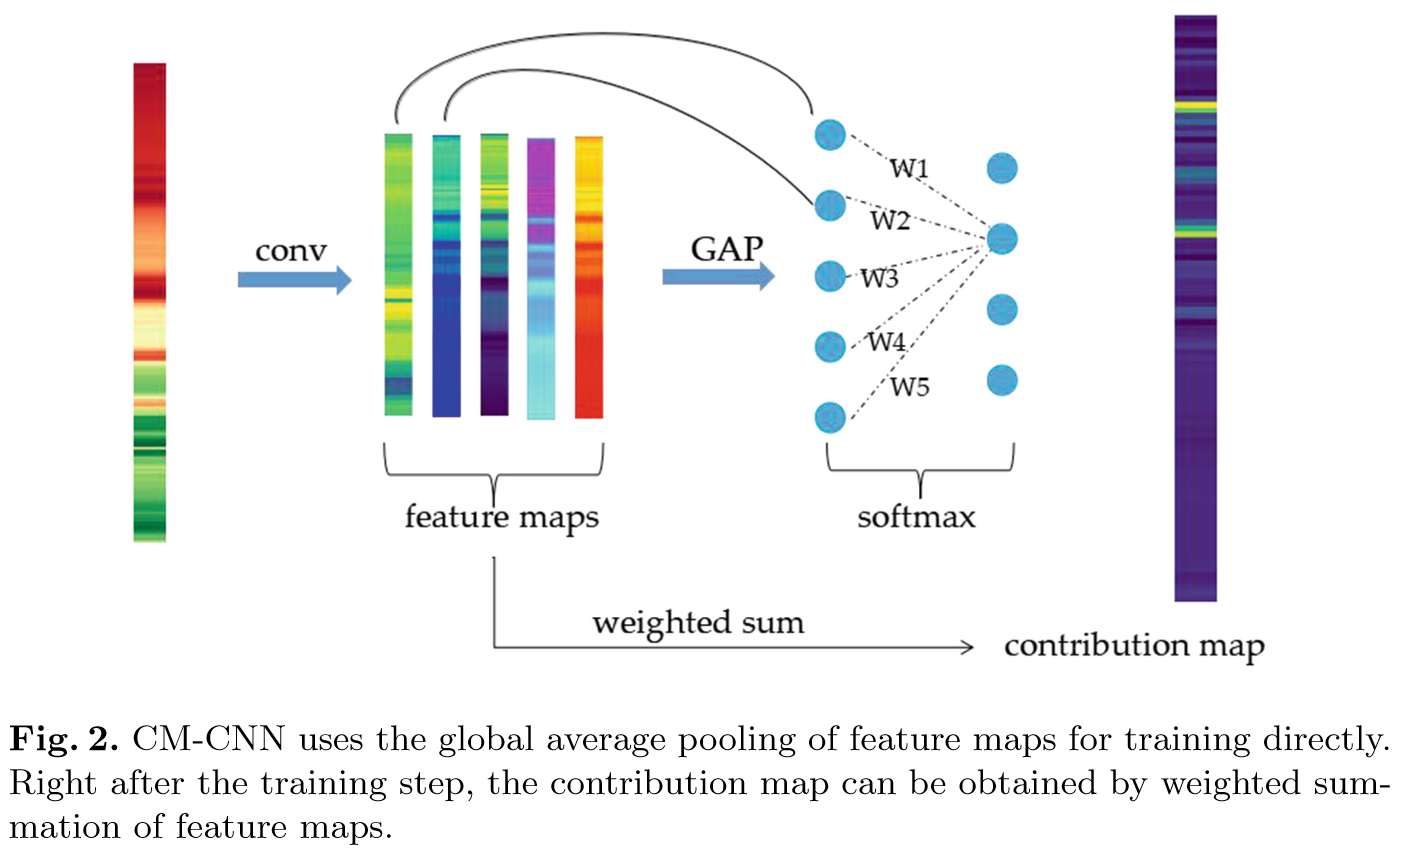 conv
GAP
W1
W2
W3
W4
W5
feature maps
softmax
weighted sum
contribution map
Fig. 2. CM-CNN uses the global average pooling of feature maps for training directly.
Right after the training step, the contribution map can be obtained by weighted sum-
mation of feature maps.